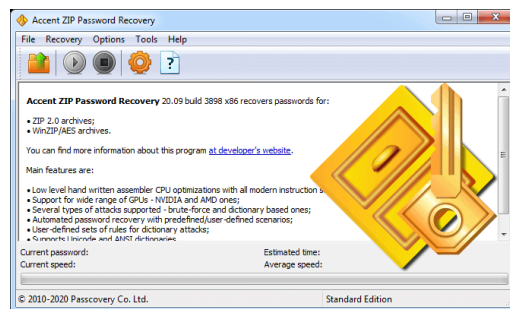 Accent ZIP Password Recovery
File Recovery Options Tools Help
Accent ZIP Password Recovery 20.09 build 3898 x86 recovers passwords for:
• ZIP 2.0 archives;
• WinZIP/AES archives.
You can find more information about this program at developer's website.
Main features are:
• Low level hand written assembler CPU optimizations with all modern instruction s
• Support for wide range of GPUs - NVIDIA and AMD ones;
• Several types of attacks supported - brute-force and dictionary based ones;
• Automated password recovery with predefined/user-defined scenarios;
• User-defined sets of rules for dictionary attacks;
• Supports Unicode and ANSI dictionaries
Current password:
Estimated time:
Current speed:
Average speed:
© 2010-2020 Passcovery Co. Ltd.
Standard Edition